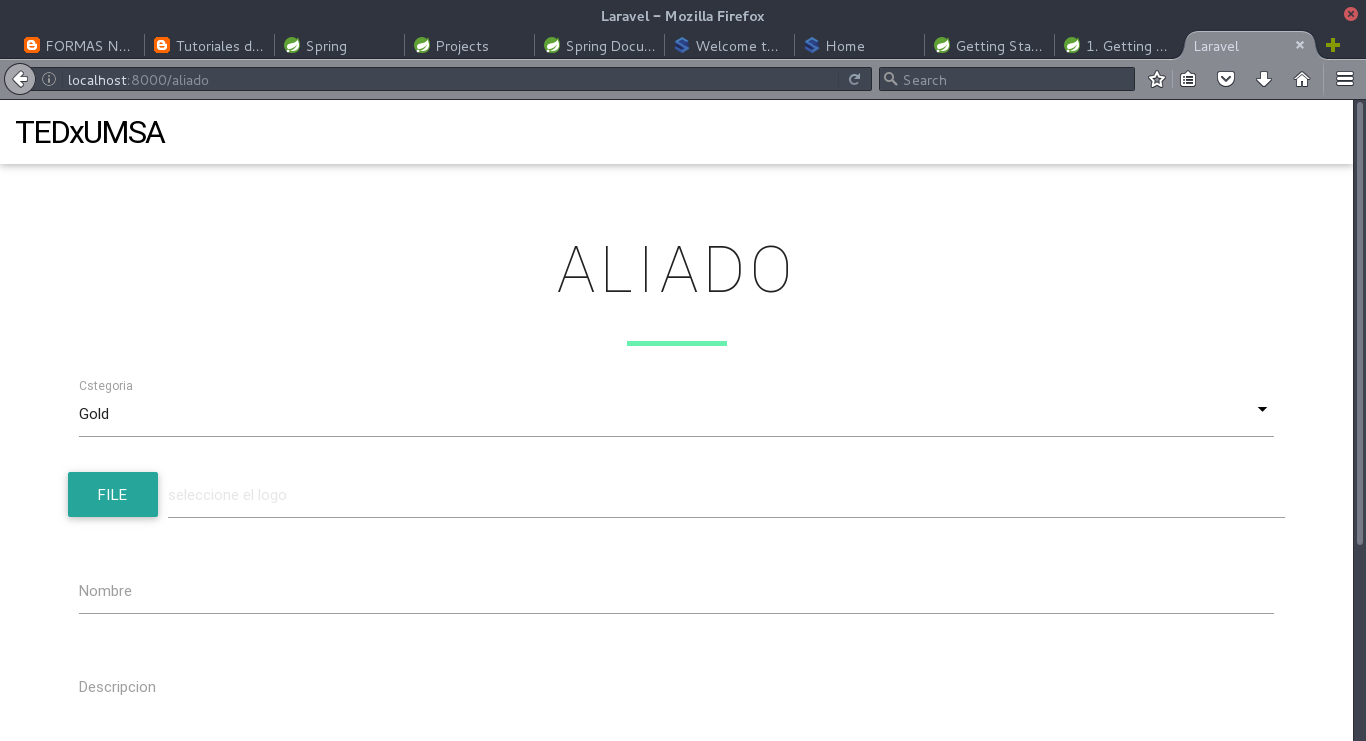 Laravel - Mozilla Firefox
FORMAS N... Tutoriales d... Spring Projects Spring Docu... Welcome t... Home Getting Sta... 1. Getting ... Laravel
localhost:8000/aliado Search
TEDxUMSA
ALIADO
Cstegoria
Gold
FILE seleccione el logo
Nombre
Descripcion